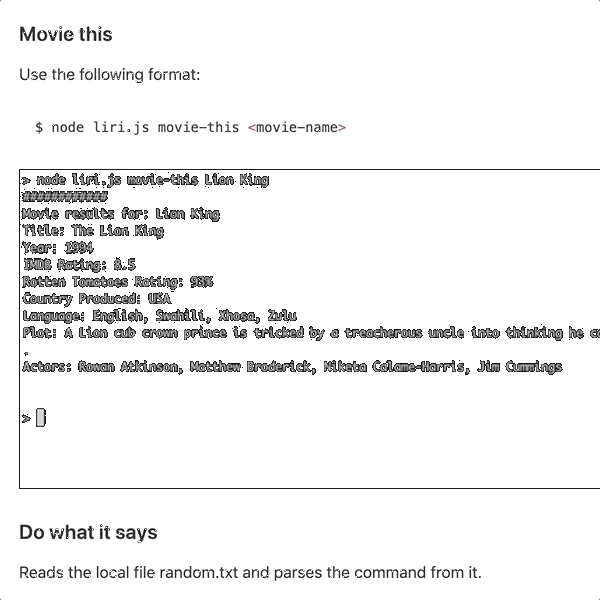 Movie this
Use the following format:
$ node liri.js movie-this <movie-name>
> node liri.js movie-this Lion King
############
Movie results for: Lion King
Title: The Lion King
Year: 1994
IMDB Rating: 8.5
Rotten Tomatoes Rating: 93%
Country Produced: USA
Language: English, Swahili, Xhosa, Zulu
Plot: A Lion cub crown prince is tricked by a treacherous uncle into thinking he
.
Actors: Rowan Atkinson, Matthew Broderick, Niketa Calame-Harris, Jim Cummings
>
Do what it says
Reads the local file random.txt and parses the command from it.